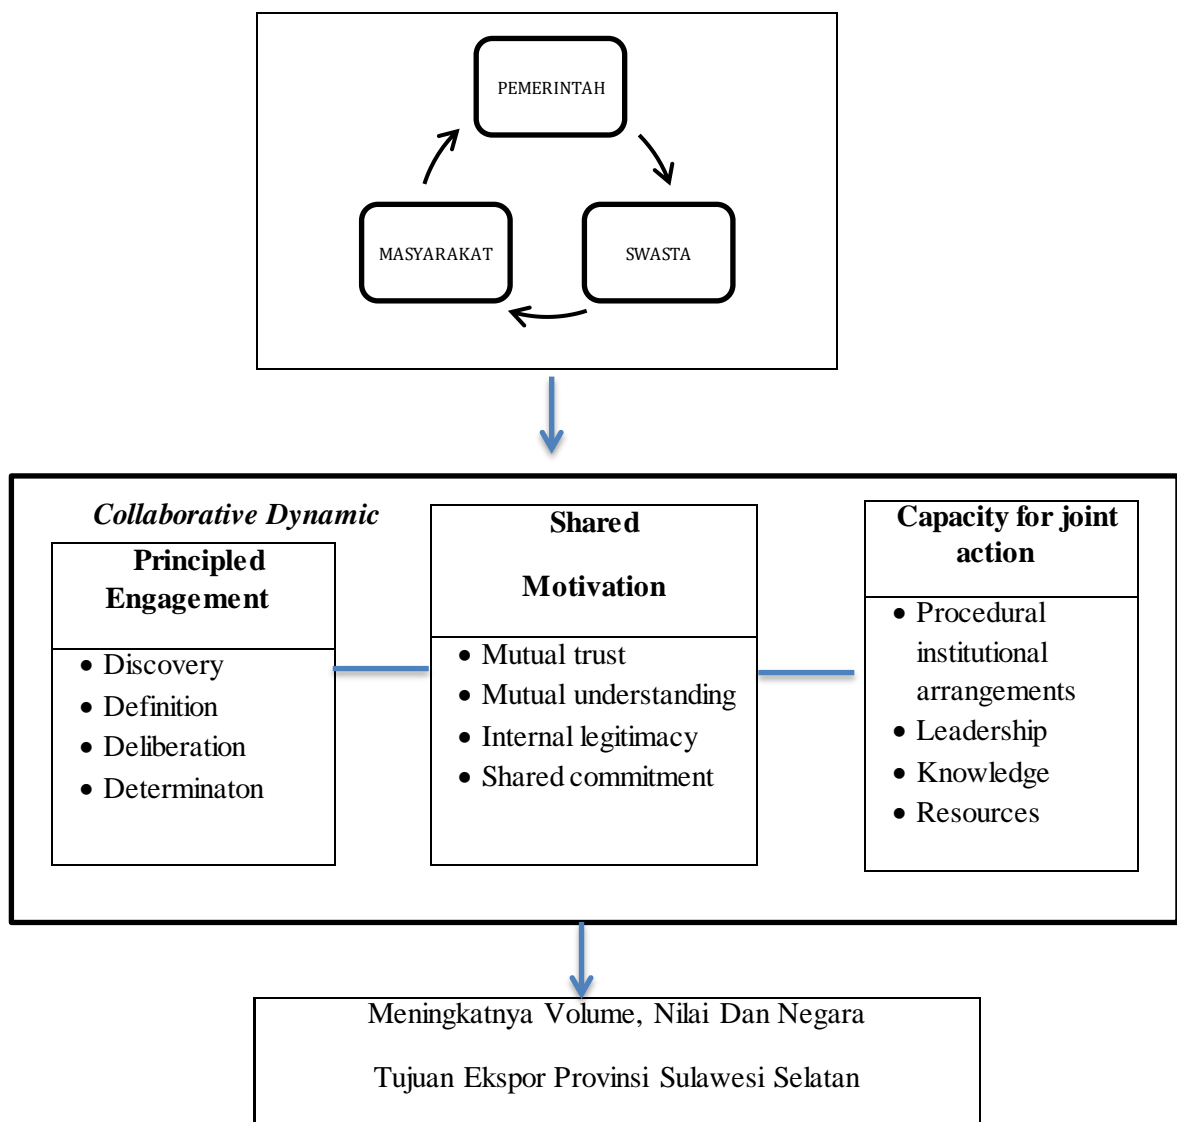 PEMERINTAH
MASYARAKAT
SWASTA
Collaborative Dynamic
Principled
Engagement
• Discovery
• Definition
• Deliberation
• Determinaton
Shared
Motivation
• Mutual trust
• Mutual understanding
• Internal legitimacy
• Shared commitment
Capacity for joint
action
• Procedural
institutional
arrangements
• Leadership
• Knowledge
• Resources
Meningkatnya Volume, Nilai Dan Negara
Tujuan Ekspor Provinsi Sulawesi Selatan